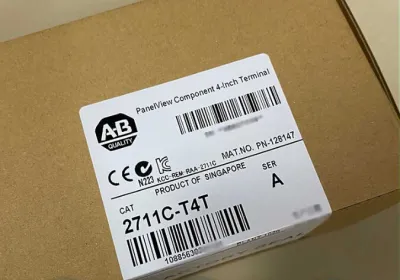 PanelView Component 4-Inch Terminal
AB
QUALITY
CE
N223
KCC-REM-RAA-2711C
MAT.NO. PN-128147
PRODUCT OF SINGAPORE
CAT
SER
2711C-T4T
A